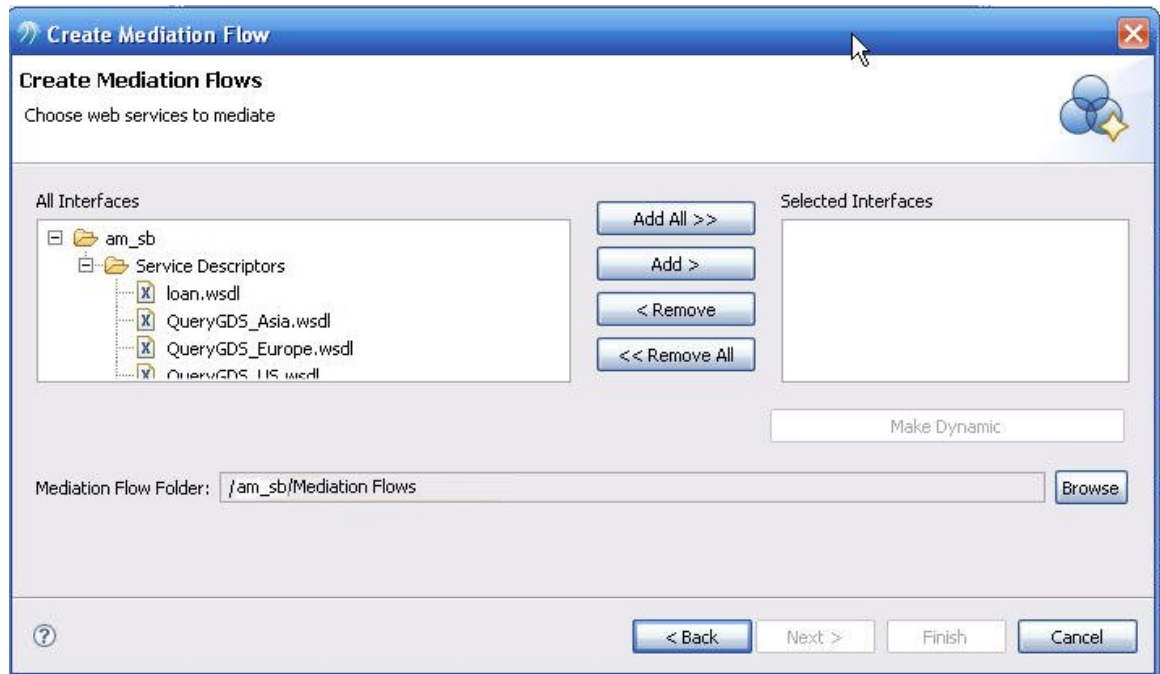 Create Mediation Flow
Create Mediation Flows
Choose web services to mediate
All Interfaces
am_sb
Service Descriptors
loan.wsdl
QueryGDS_Asia.wsdl
QueryGDS_Europe.wsdl
QueryGDS_US.wsdl
Add All >>
Add >
< Remove
<< Remove All
Selected Interfaces
Make Dynamic
Mediation Flow Folder: /am_sb/Mediation Flows Browse
? < Back Next > Finish Cancel